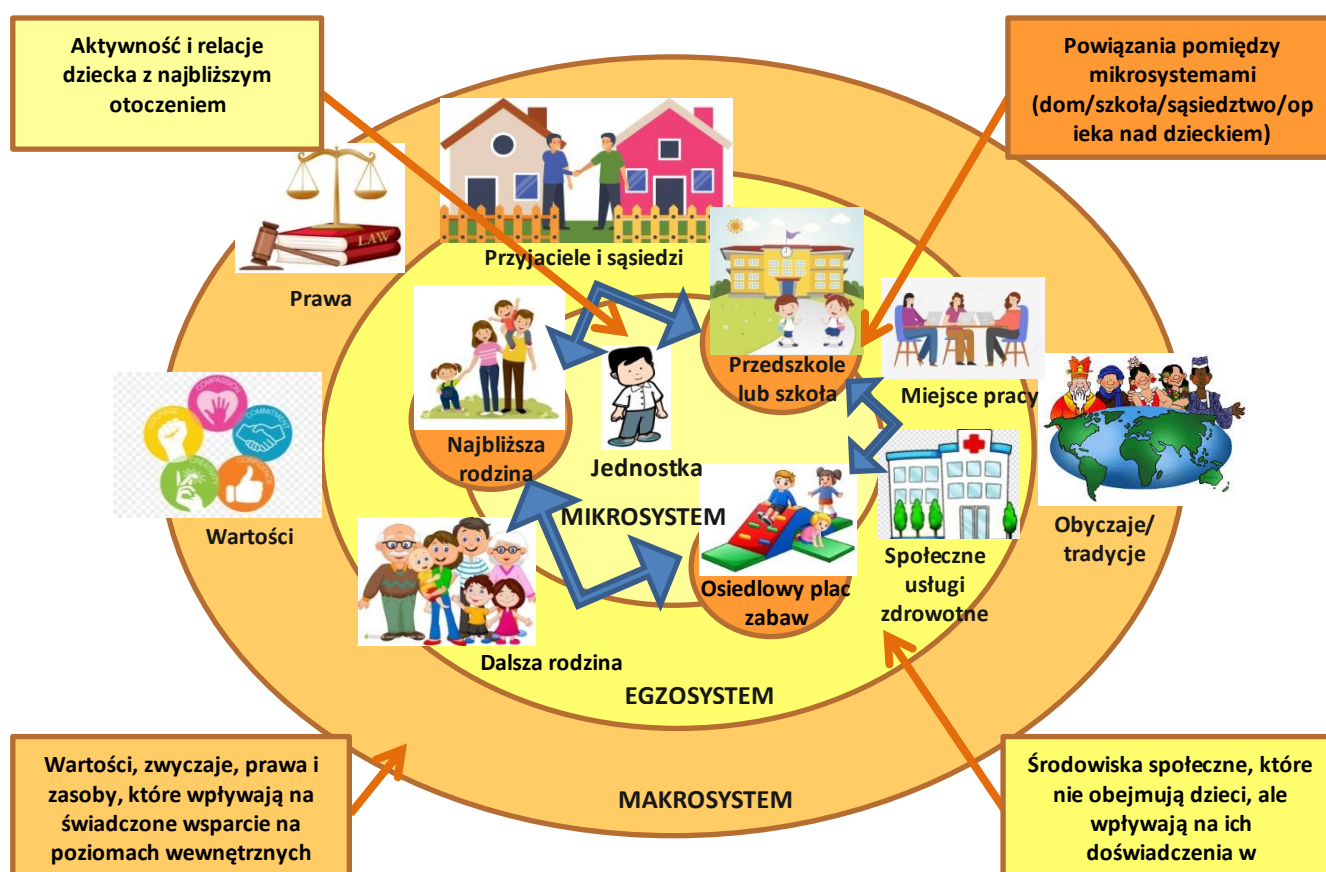 Aktywność i relacje
dziecka z najbliższym
otoczeniem
Powiązania pomiędzy
mikrosystemami
(dom/szkoła/sąsiedztwo/op
ieka nad dzieckiem)
LAW
Prawa
Przyjaciele i sąsiedzi
Przedszkole
lub szkoła
Miejsce pracy
COMPASSION
COMMITMENT
Wartości
Najbliższa
rodzina
Jednostka
MIKROSYSTEM
Osiedlowy plac
zabaw
Społeczne
usługi
zdrowotne
Obyczaje/
tradycje
Dalsza rodzina
EGZOSYSTEM
MAKROSYSTEM
Wartości, zwyczaje, prawa i
zasoby, które wpływają na
świadczone wsparcie na
poziomach wewnętrznych
Środowiska społeczne, które
nie obejmują dzieci, ale
wpływają na ich
doświadczenia w